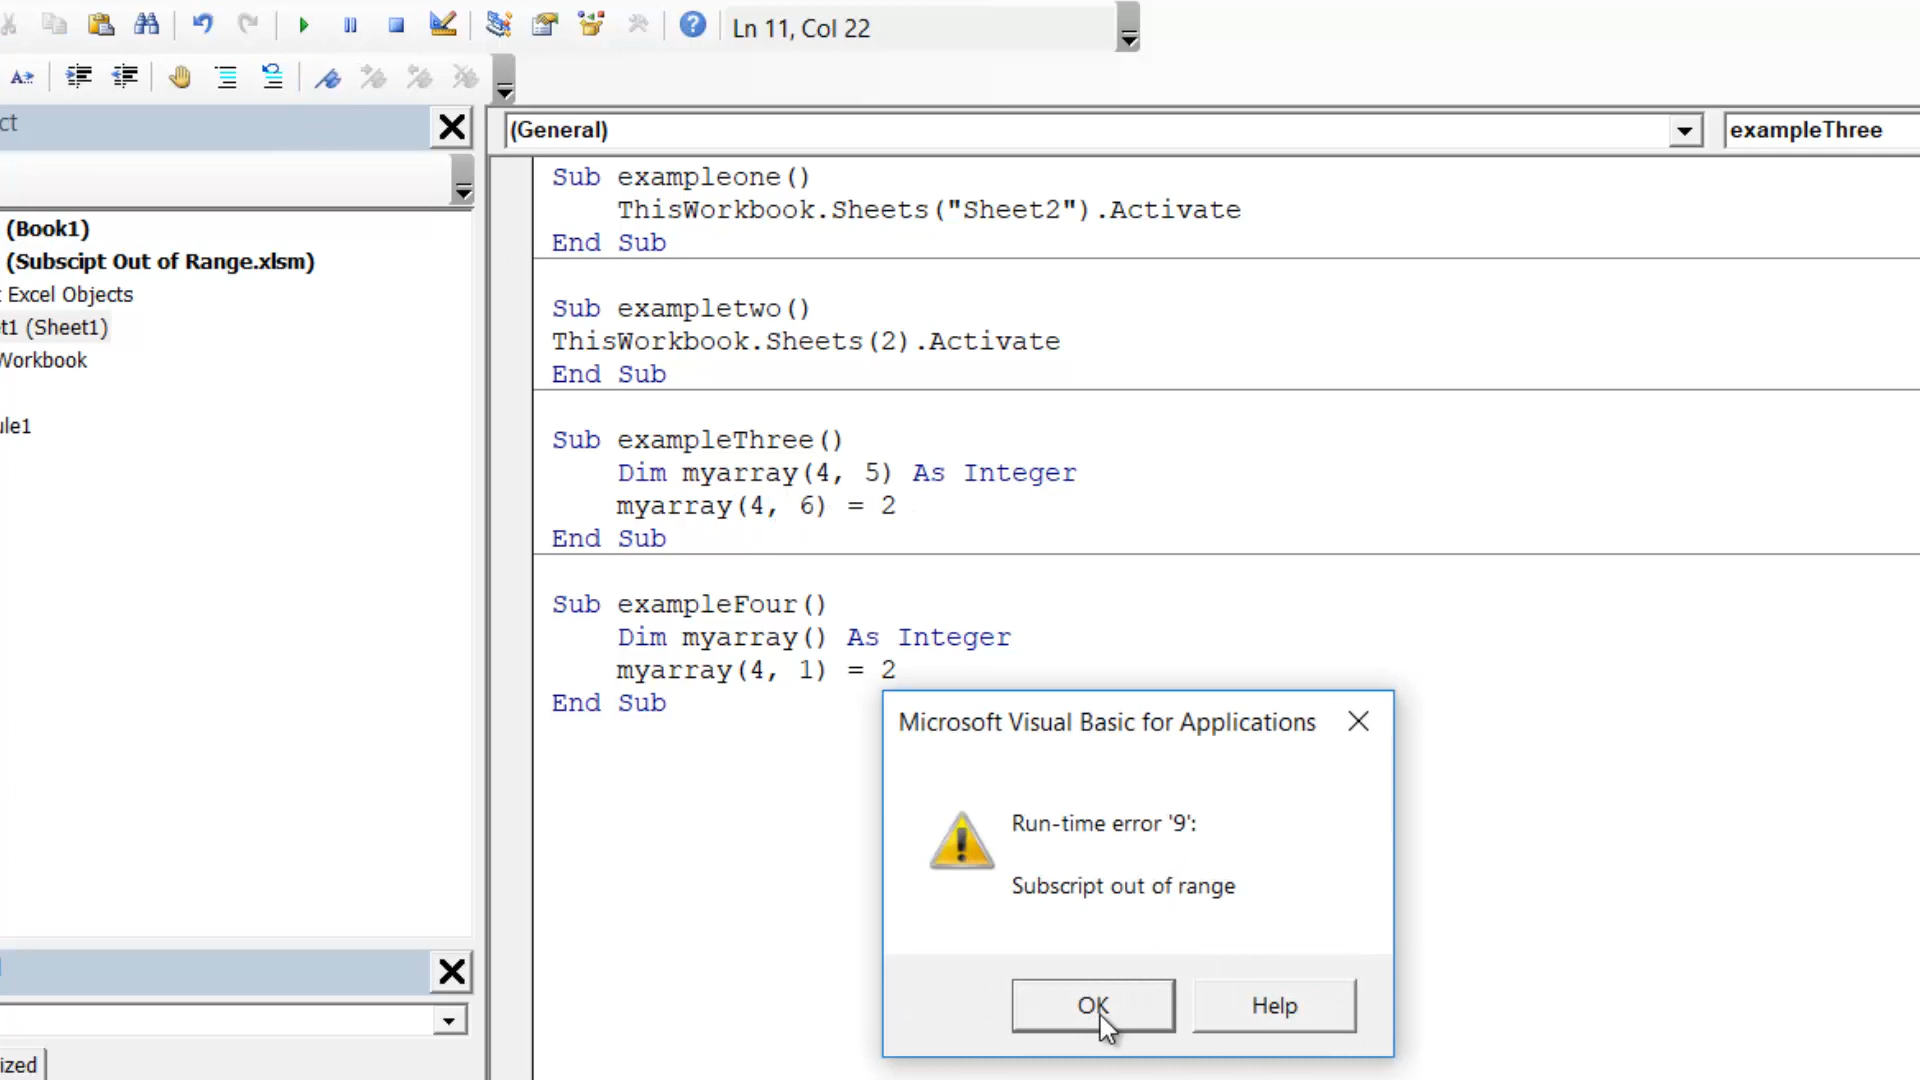 Ln 11, Col 22
ct
(General)
exampleThree
(Book1)
(Subscipt Out of Range.xlsm)
Excel Objects
t1 (Sheet1)
Workbook
ule1
ized
Sub exampleone()
ThisWorkbook.Sheets("Sheet2").Activate
End Sub
Sub exampletwo()
ThisWorkbook.Sheets(2).Activate
End Sub
Sub exampleThree()
Dim myarray(4, 5) As Integer
myarray(4, 6) = 2
End Sub
Sub exampleFour()
Dim myarray() As Integer
myarray(4, 1) = 2
End Sub
Microsoft Visual Basic for Applications
Run-time error '9':
Subscript out of range
OK
Help